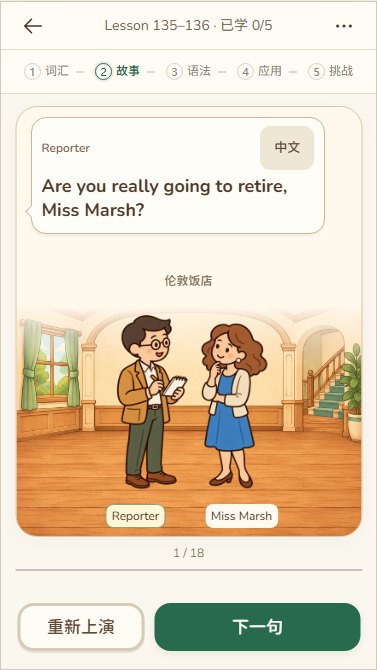 Lesson 135–136 · 已学 0/5
1 词汇 – 2 故事 – 3 语法 – 4 应用 – 5 挑战
Reporter
中文
Are you really going to retire,
Miss Marsh?
伦敦饭店
Reporter
Miss Marsh
1 / 18
重新上演
下一句